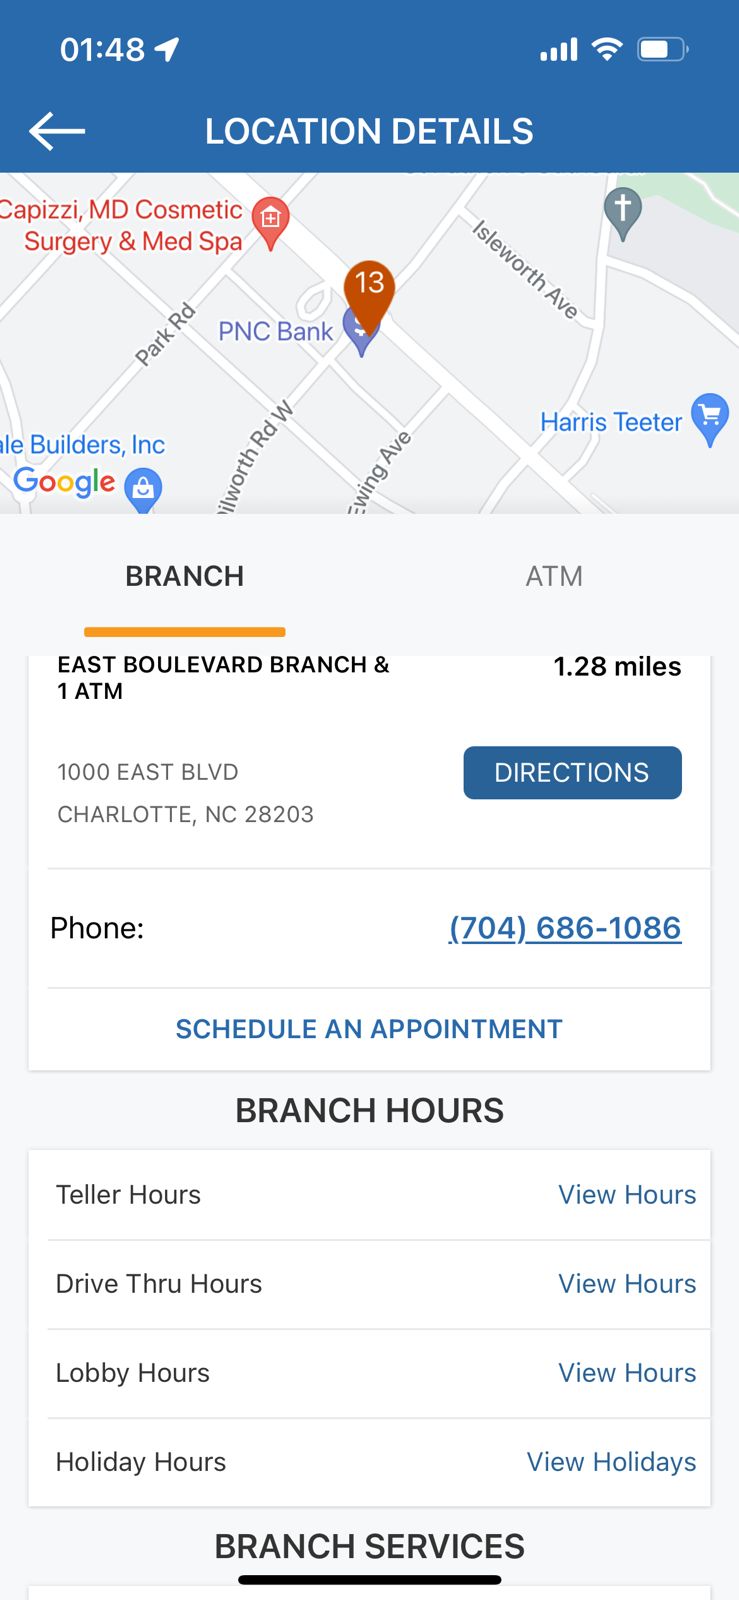 01:48
LOCATION DETAILS
Capizzi, MD Cosmetic
Surgery & Med Spa
Isleworth Ave
13
Park Rd
PNC Bank
Harris Teeter
Builders, Inc
Rd W
Ewing Ave
Google
BRANCH
ATM
EAST BOULEVARD BRANCH &
1 ATM
1.28 miles
1000 EAST BLVD
CHARLOTTE, NC 28203
DIRECTIONS
Phone:
(704) 686-1086
SCHEDULE AN APPOINTMENT
BRANCH HOURS
Teller Hours
View Hours
Drive Thru Hours
View Hours
Lobby Hours
View Hours
Holiday Hours
View Holidays
BRANCH SERVICES